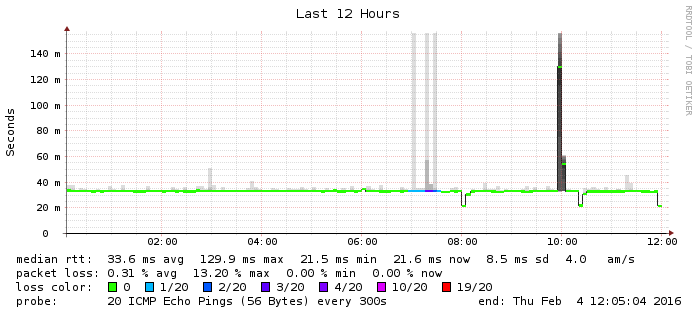 Last 12 Hours
RRDTOOL / TOBI OETIKER
Seconds
140 m
120 m
100 m
80 m
60 m
40 m
20 m
0
02:00 04:00 06:00 08:00 10:00 12:00
median rtt: 33.6 ms avg 129.9 ms max 21.5 ms min 21.6 ms now 8.5 ms sd 4.0 am/s
packet loss: 0.31 % avg 13.20 % max 0.00 % min 0.00 % now
loss color: 0 1/20 2/20 3/20 4/20 10/20 19/20
probe: 20 ICMP Echo Pings (56 Bytes) every 300s end: Thu Feb 4 12:05:04 2016